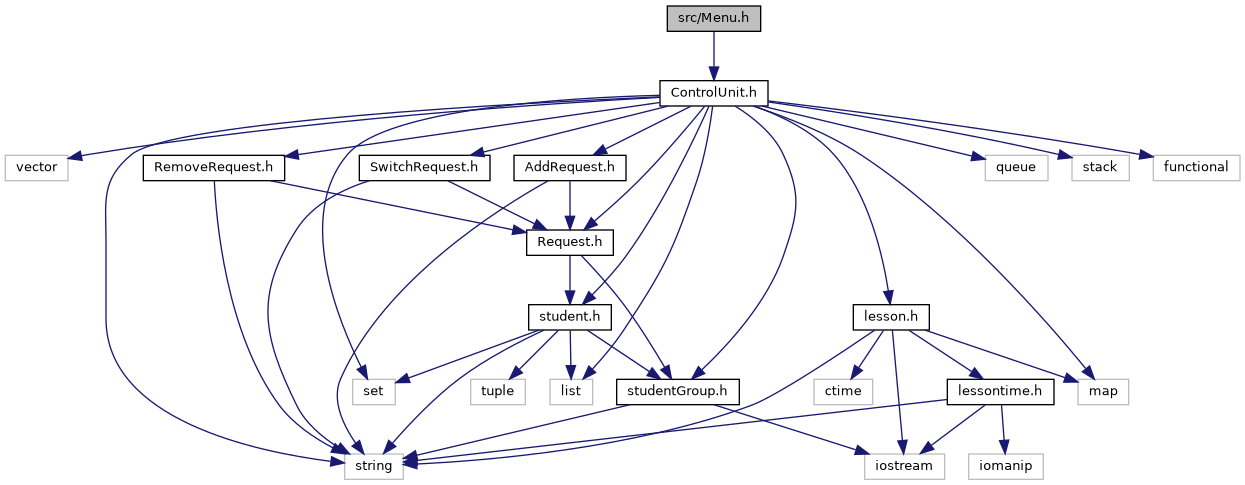 src/Menu.h
ControlUnit.h
vector
RemoveRequest.h
SwitchRequest.h
AddRequest.h
queue
stack
functional
Request.h
student.h
lesson.h
set
tuple
list
studentGroup.h
ctime
lessontime.h
map
string
iostream
iomanip